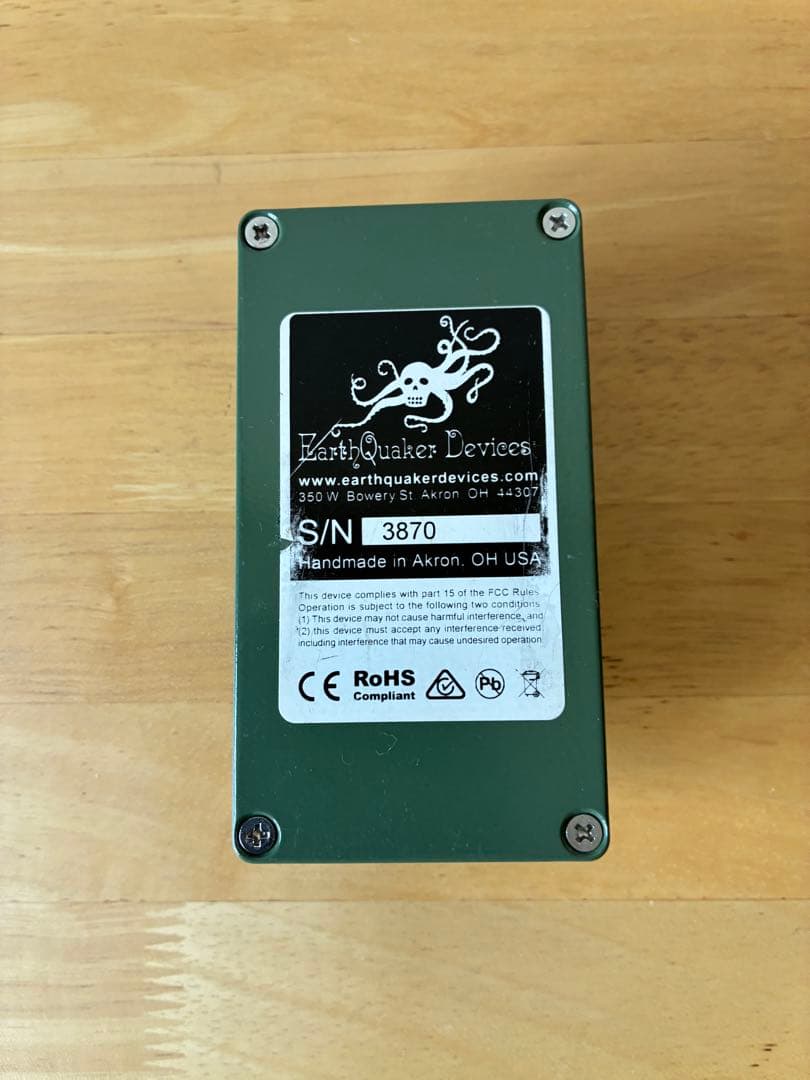 EarthQuaker Devices
www.earthquakerdevices.com
350 W Bowery St Akron OH 44307
S/N 3870
Handmade in Akron, OH USA
This device complies with part 15 of the FCC Rules
Operation is subject to the following two conditions
(1) This device may not cause harmful interference, and
(2) this device must accept any interference received,
including interference that may cause undesired operation
CE RoHS
Compliant
Pb